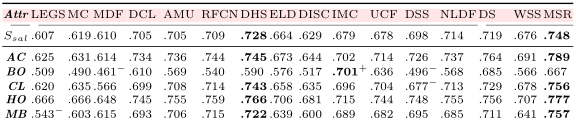 Attr LEGS MC MDF DCL AMU RFCN DHS ELD DISC IMC UCF DSS NLDF DS WSS MSR
S_sal .607 .619 .610 .705 .705 .709 .728 .664 .629 .679 .678 .698 .714 .719 .676 .748
AC .625 .631 .614 .734 .736 .744 .745 .673 .644 .702 .714 .726 .737 .764 .691 .789
BO .509 .490 .461⁻ .610 .569 .540 .590 .576 .517 .701⁺ .636 .496⁻ .568 .685 .566 .667
CL .620 .635 .566 .699 .708 .714 .743 .658 .635 .696 .704 .677⁻ .713 .729 .678 .756
HO .666 .666 .648 .745 .755 .759 .766 .706 .681 .715 .744 .748 .755 .756 .707 .777
MB .543⁻ .603 .615 .693 .706 .715 .722 .639 .600 .689 .682 .695 .685 .711 .641 .757